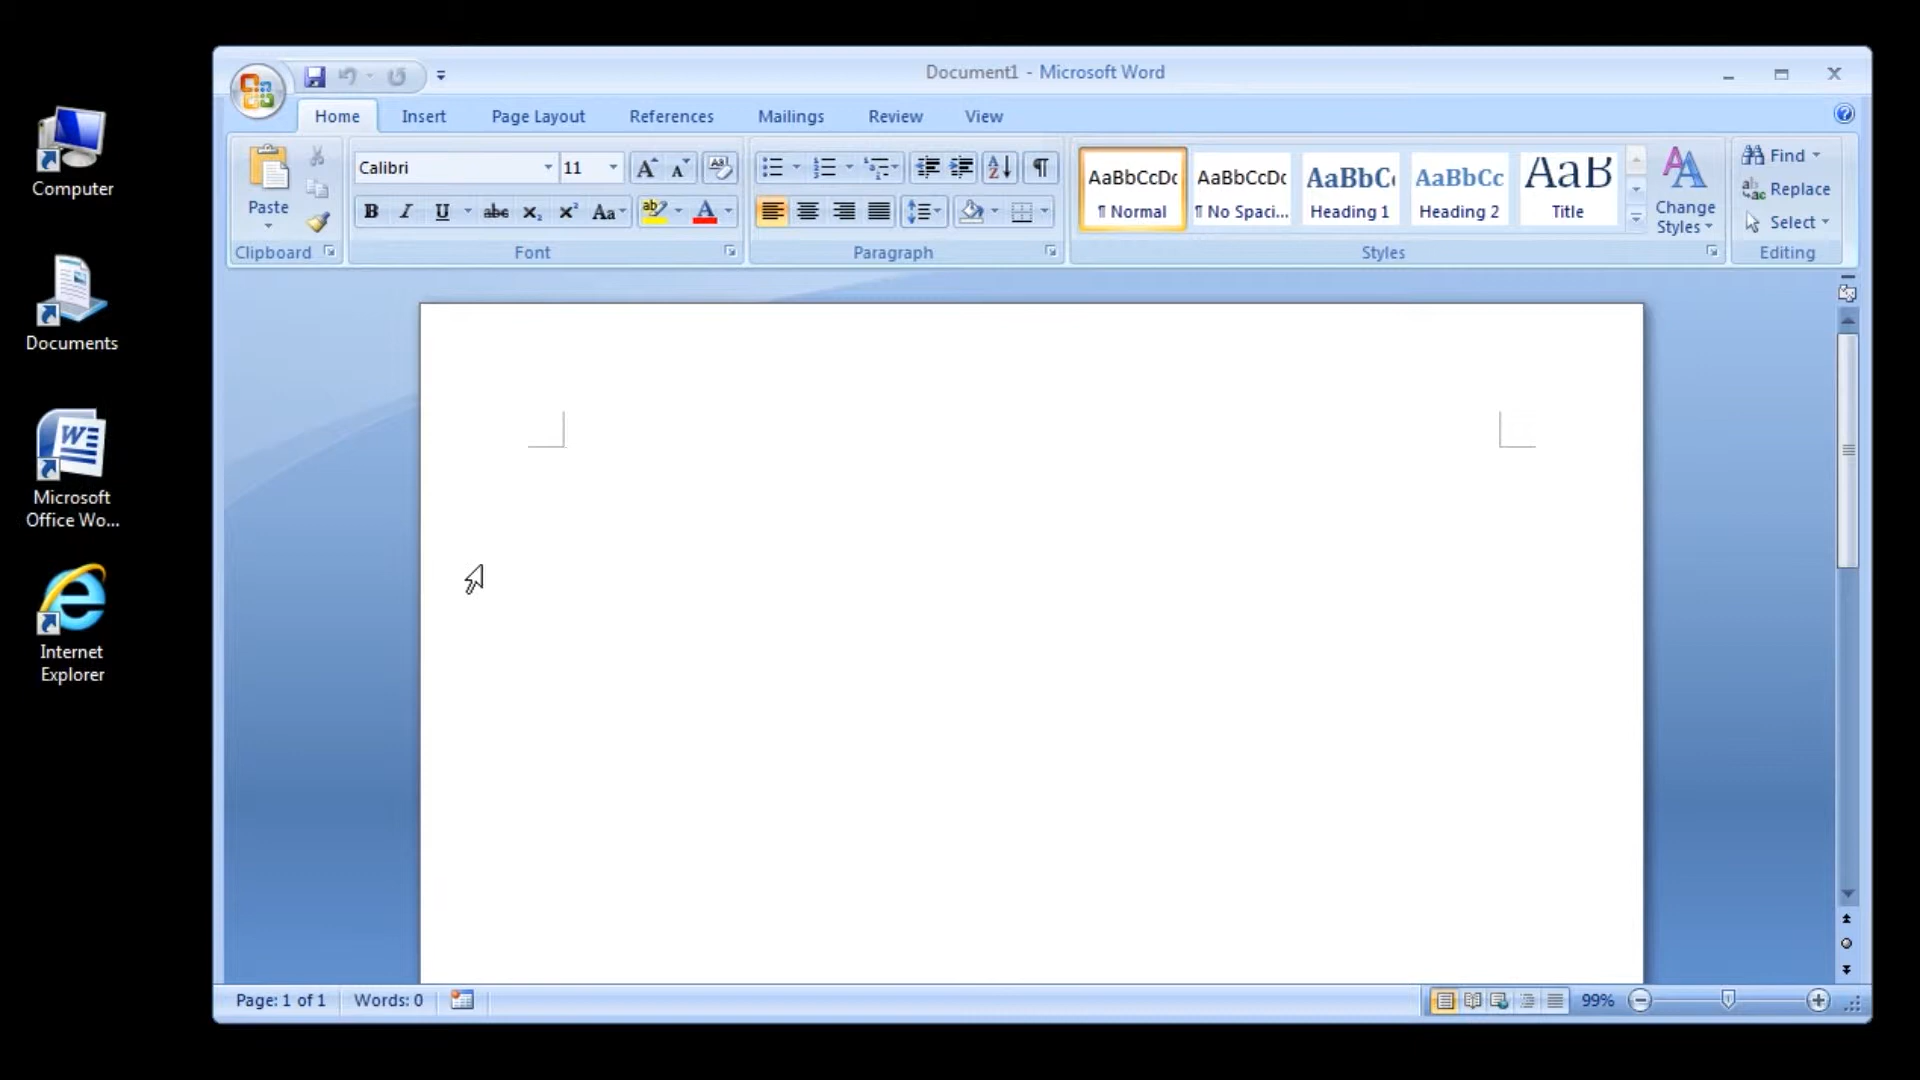 Document1 - Microsoft Word
Home Insert Page Layout References Mailings Review View
Paste
Clipboard
Calibri 11
Font
Paragraph
AaBbCcDc AaBbCcDc AaBbC AaBbCc AaB
¶ Normal ¶ No Spaci... Heading 1 Heading 2 Title
Styles
Change
Styles
Find
Replace
Select
Editing
Computer
Documents
Microsoft
Office Wo...
Internet
Explorer
Page: 1 of 1 Words: 0 99%